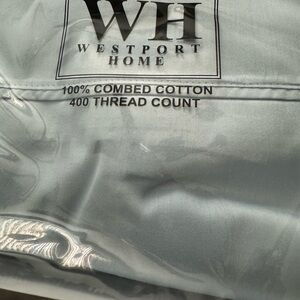 WH
WESTPORT
HOME
100% COMBED COTTON
400 THREAD COUNT